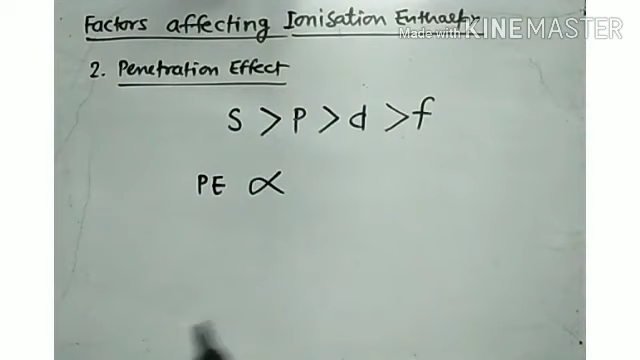 Factors affecting Ionisation Enthalpy
Made with KINEMASTER
2. Penetration Effect
S > P > d > f
PE ∝